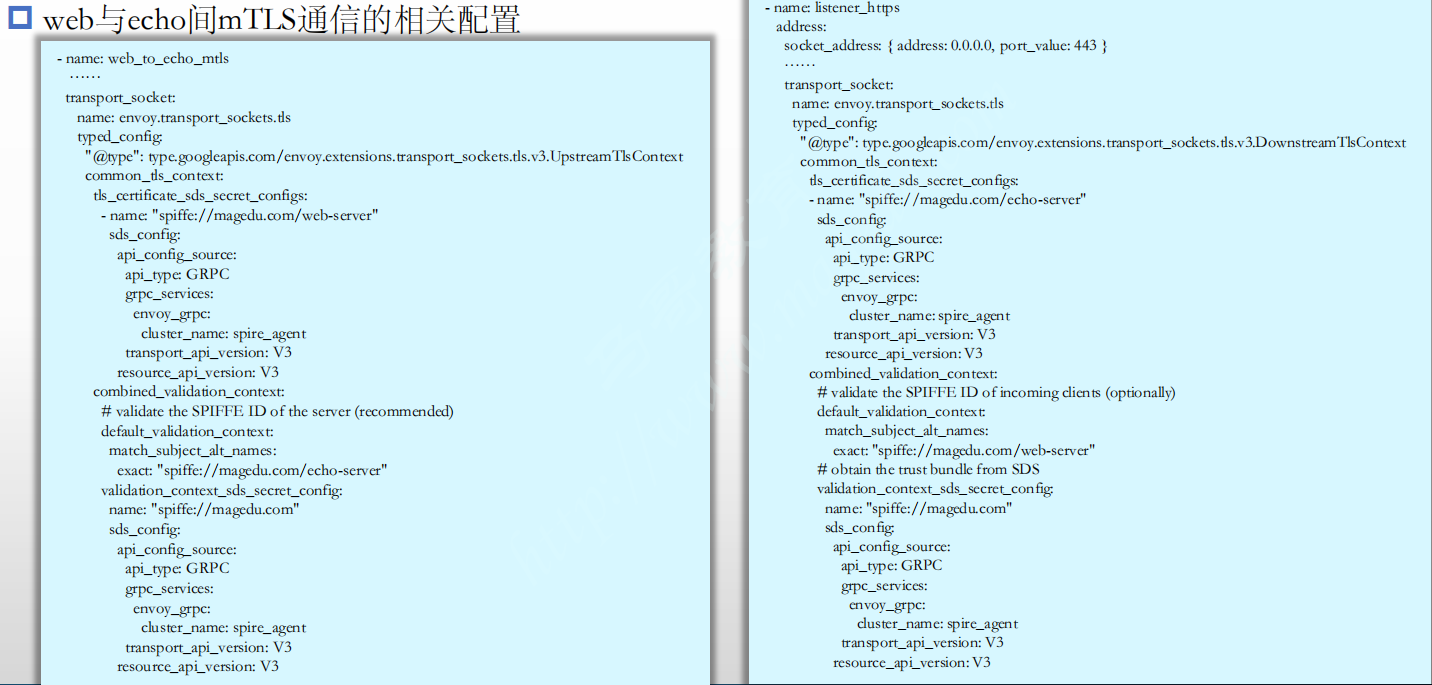 web与echo间mTLS通信的相关配置
- name: web_to_echo_mtls
……
transport_socket:
name: envoy.transport_sockets.tls
typed_config:
"@type": type.googleapis.com/envoy.extensions.transport_sockets.tls.v3.UpstreamTlsContext
common_tls_context:
tls_certificate_sds_secret_configs:
- name: "spiffe://magedu.com/web-server"
sds_config:
api_config_source:
api_type: GRPC
grpc_services:
envoy_grpc:
cluster_name: spire_agent
transport_api_version: V3
resource_api_version: V3
combined_validation_context:
# validate the SPIFFE ID of the server (recommended)
default_validation_context:
match_subject_alt_names:
exact: "spiffe://magedu.com/echo-server"
validation_context_sds_secret_config:
name: "spiffe://magedu.com"
sds_config:
api_config_source:
api_type: GRPC
grpc_services:
envoy_grpc:
cluster_name: spire_agent
transport_api_version: V3
resource_api_version: V3
- name: listener_https
address:
socket_address: { address: 0.0.0.0, port_value: 443 }
……
transport_socket:
name: envoy.transport_sockets.tls
typed_config:
"@type": type.googleapis.com/envoy.extensions.transport_sockets.tls.v3.DownstreamTlsContext
common_tls_context:
tls_certificate_sds_secret_configs:
- name: "spiffe://magedu.com/echo-server"
sds_config:
api_config_source:
api_type: GRPC
grpc_services:
envoy_grpc:
cluster_name: spire_agent
transport_api_version: V3
resource_api_version: V3
combined_validation_context:
# validate the SPIFFE ID of incoming clients (optionally)
default_validation_context:
match_subject_alt_names:
exact: "spiffe://magedu.com/web-server"
# obtain the trust bundle from SDS
validation_context_sds_secret_config:
name: "spiffe://magedu.com"
sds_config:
api_config_source:
api_type: GRPC
grpc_services:
envoy_grpc:
cluster_name: spire_agent
transport_api_version: V3
resource_api_version: V3